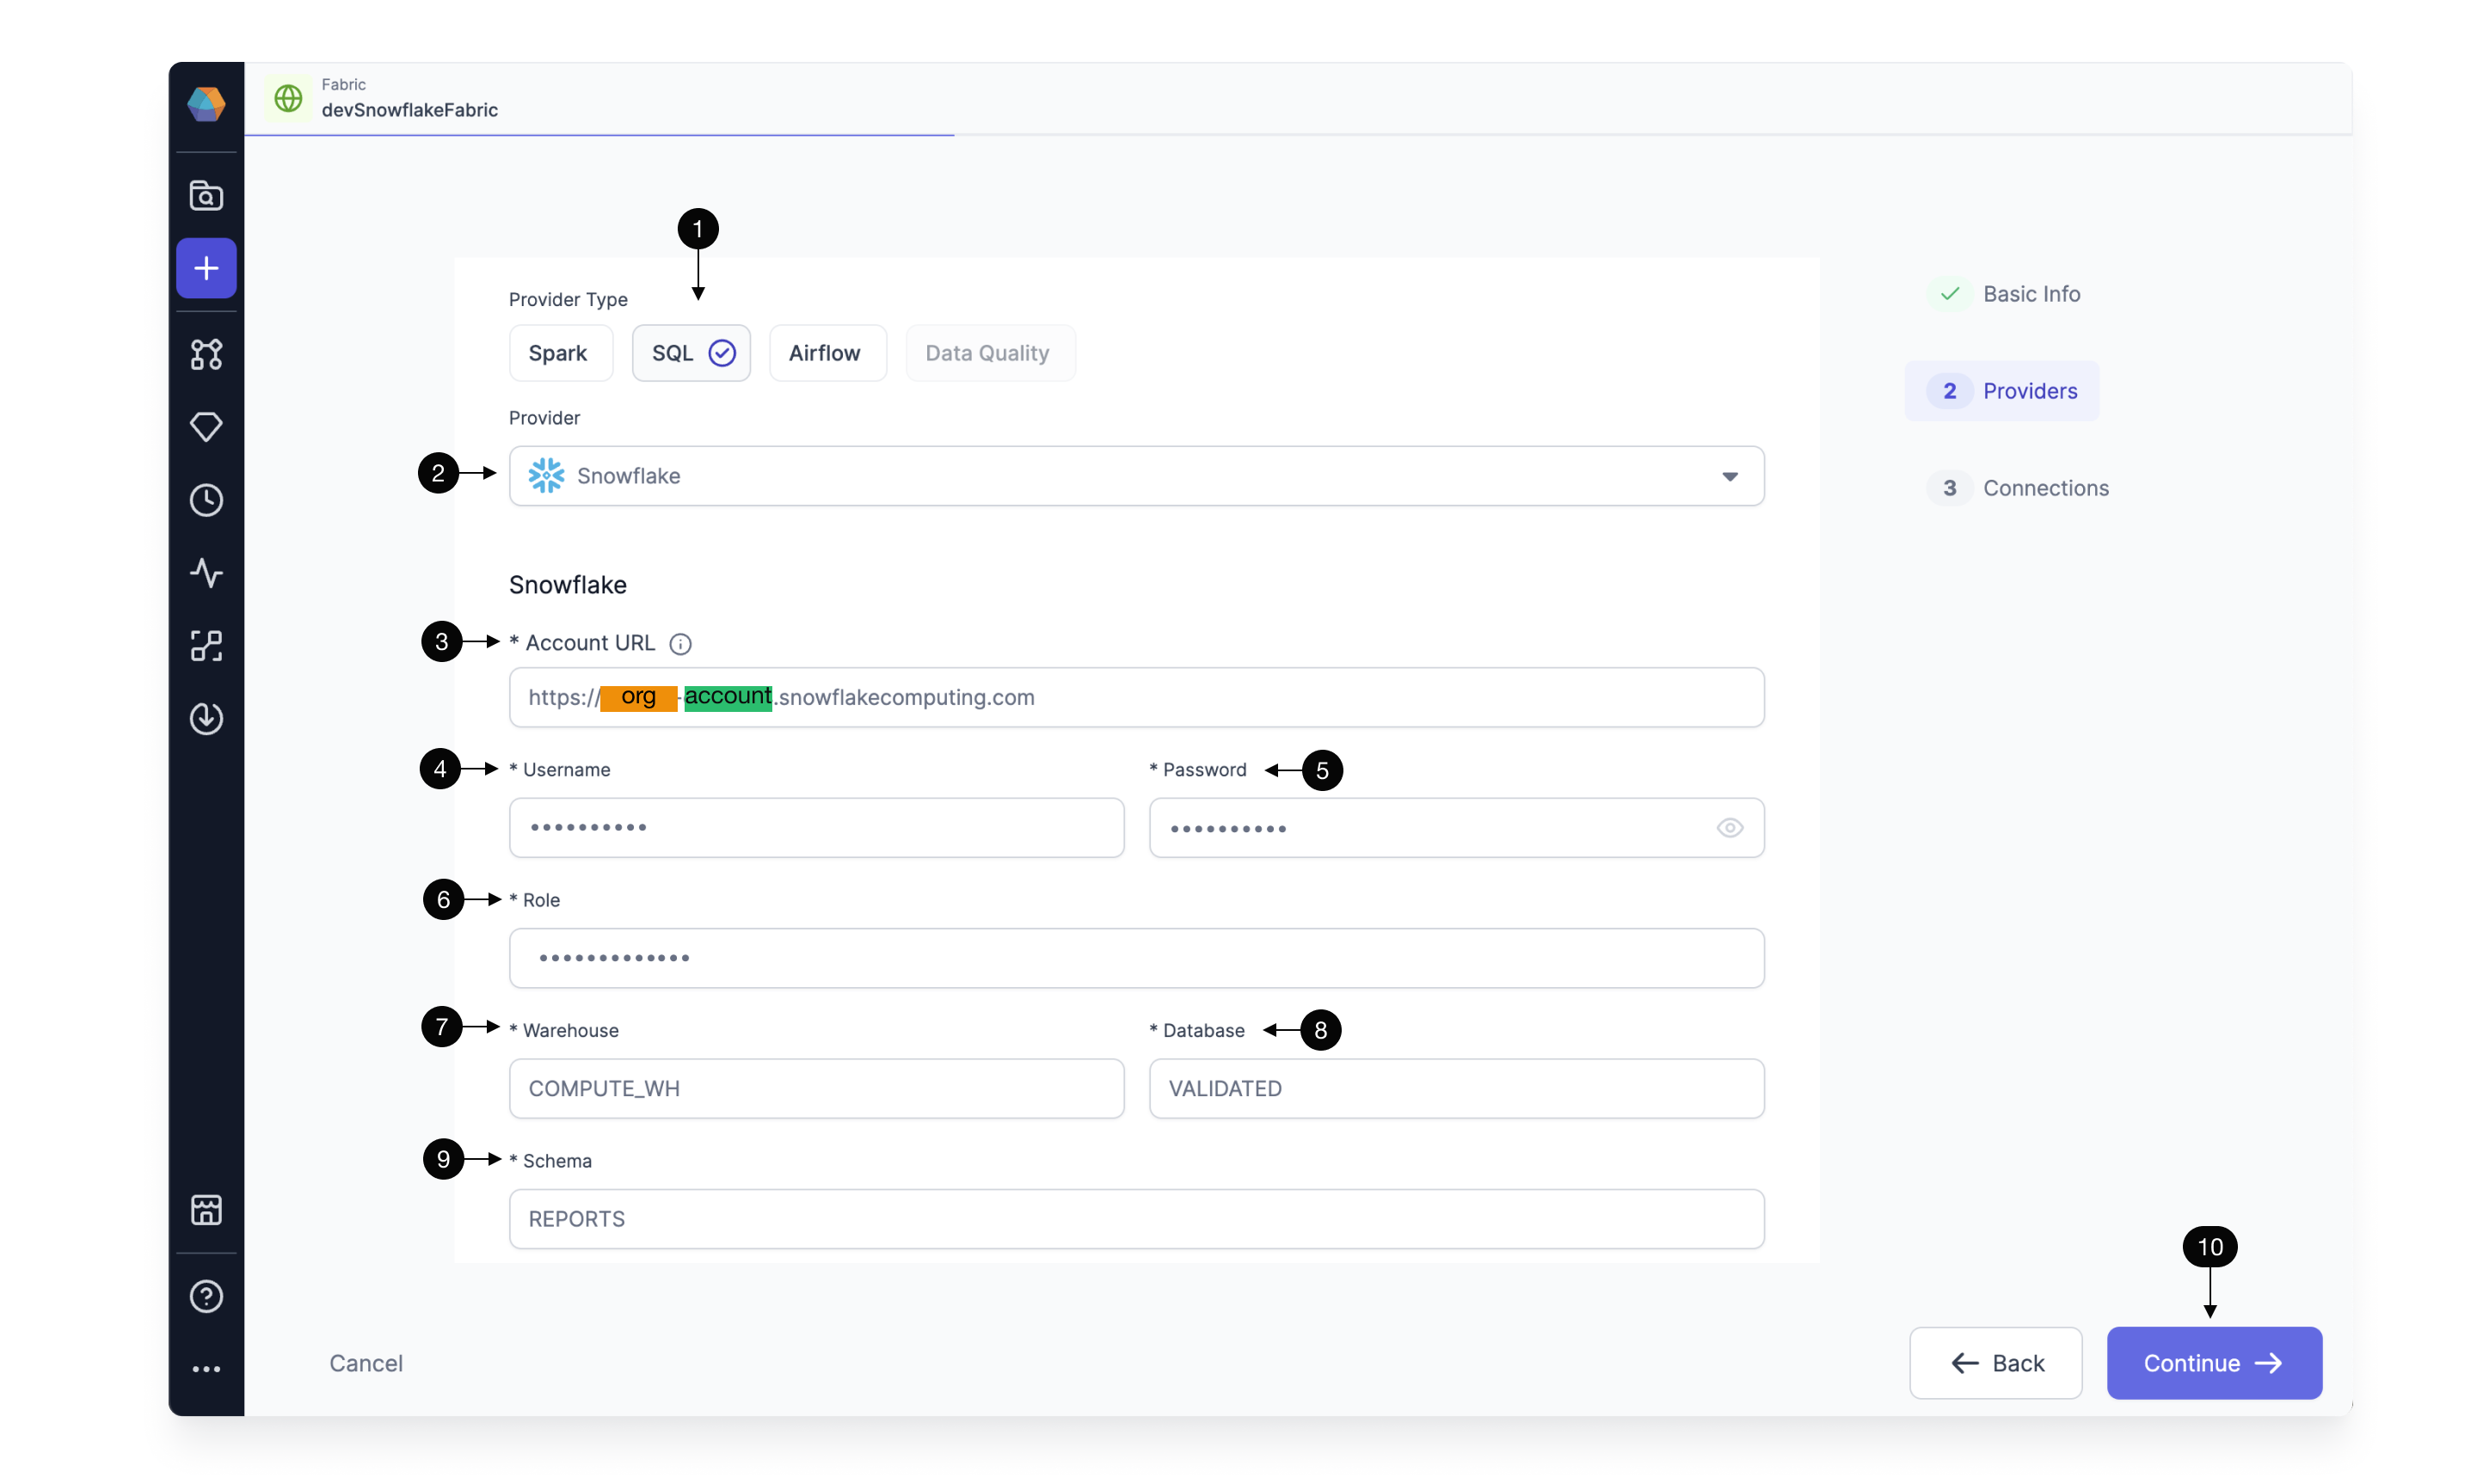 Fabric
devSnowflakeFabric
1
Provider Type
Spark SQL Airflow Data Quality
Provider
2 Snowflake
Snowflake
3 * Account URL
https://org-account.snowflakecomputing.com
4 * Username * Password 5
•••••••••• ••••••••••
6 * Role
•••••••••••••
7 * Warehouse * Database 8
COMPUTE_WH VALIDATED
9 * Schema
REPORTS
Basic Info
2 Providers
3 Connections
10
Cancel Back Continue